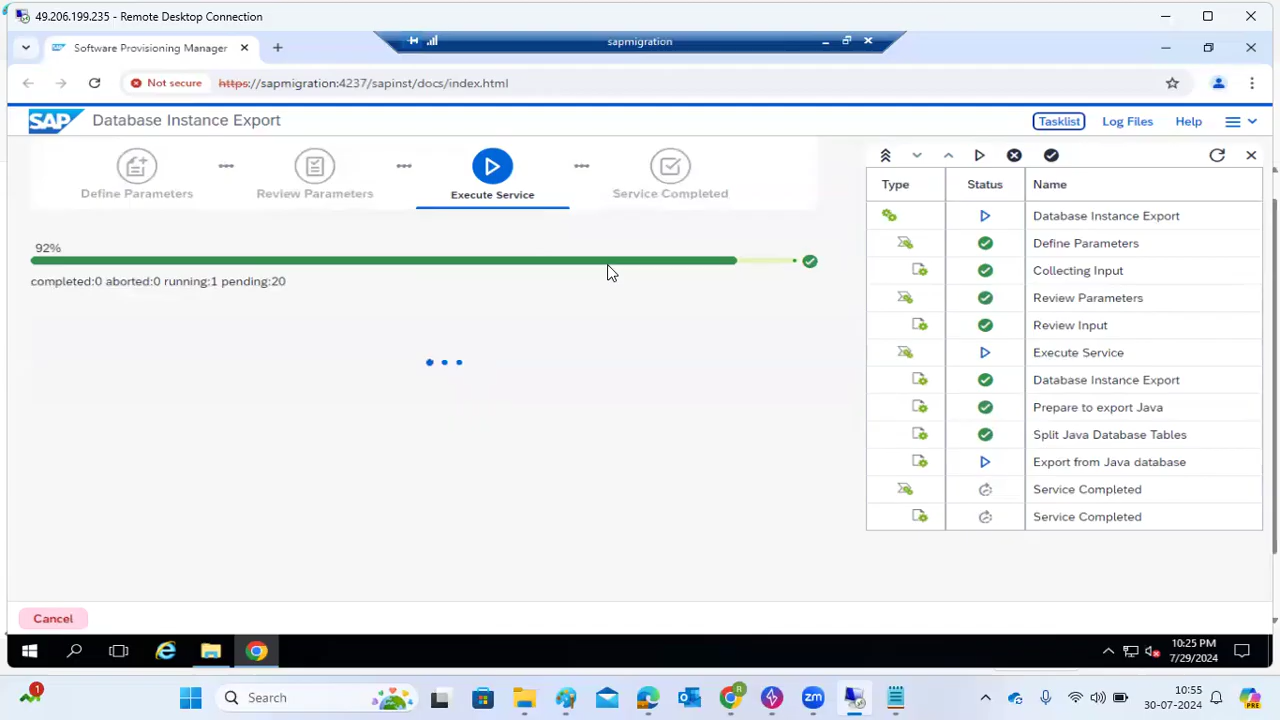 49.206.199.235 - Remote Desktop Connection
Software Provisioning Manager
sapmigration
Not secure
https://sapmigration:4237/sapinst/docs/index.html
SAP
Database Instance Export
Tasklist
Log Files
Help
Define Parameters
Review Parameters
Execute Service
Service Completed
92%
completed:0 aborted:0 running:1 pending:20
Type Status Name
Database Instance Export
Define Parameters
Collecting Input
Review Parameters
Review Input
Execute Service
Database Instance Export
Prepare to export Java
Split Java Database Tables
Export from Java database
Service Completed
Service Completed
Cancel
10:25 PM
7/29/2024
1
Search
R
zm
PRE
10:55
30-07-2024